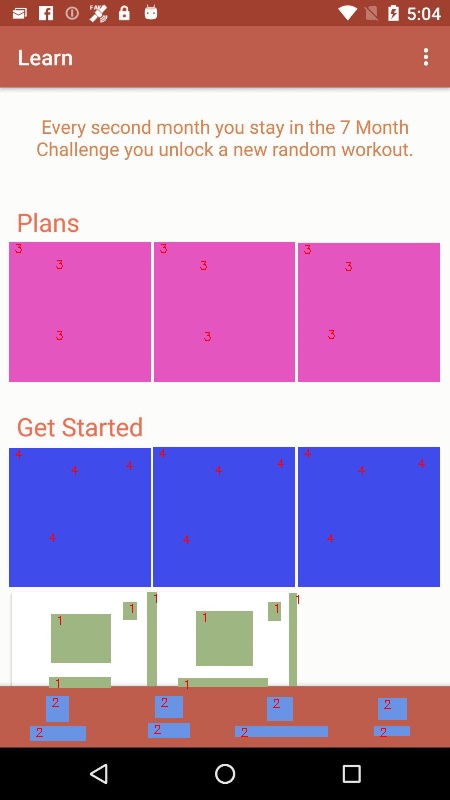 FAKE
5:04
Learn
Every second month you stay in the 7 Month
Challenge you unlock a new random workout.
Plans
3 3 3
3 3 3
3 3 3
Get Started
4 4 4
4 4 4 4 4 4
4 4 4
1 1 1 1
1 1
1 1
2 2 2 2
2 2 2 2